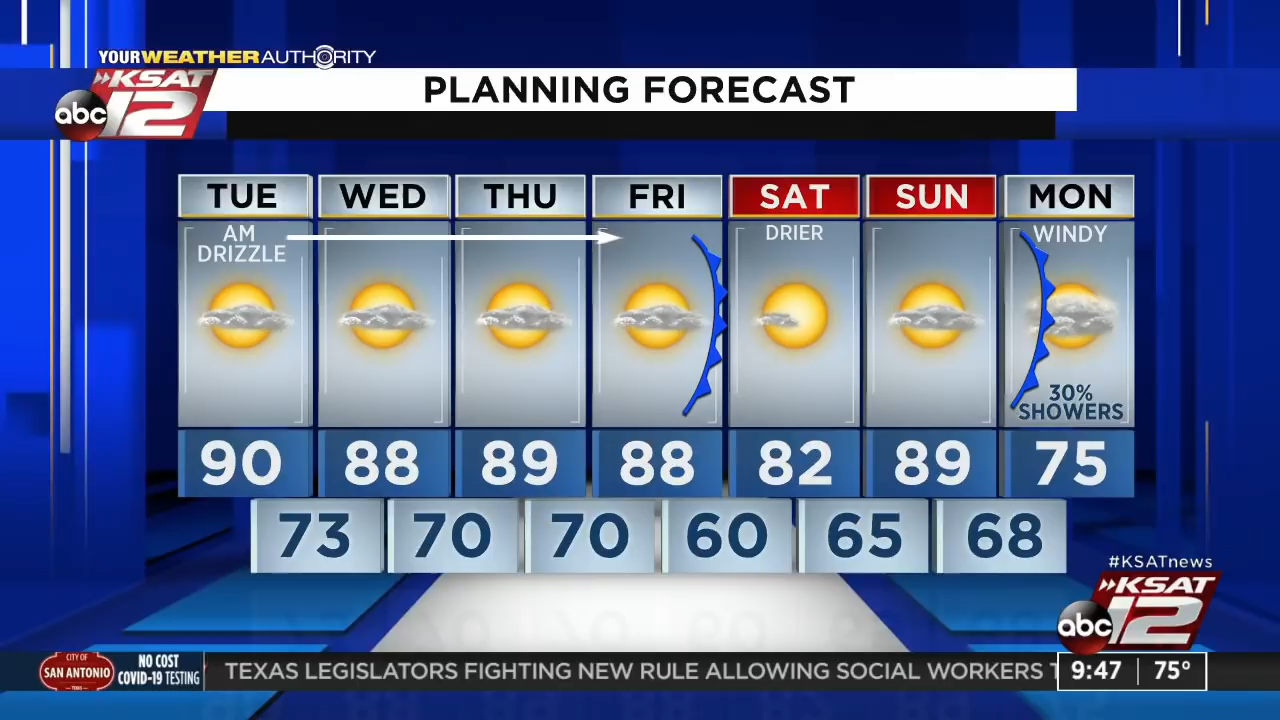 YOURWEATHERAUTHORITY
KSAT
abc 12
PLANNING FORECAST
TUE WED THU FRI SAT SUN MON
AM DRIZZLE
DRIER
WINDY
30% SHOWERS
90 88 89 88 82 89 75
73 70 70 60 65 68
#KSATnews
KSAT
abc 12
CITY OF
SAN ANTONIO
TEXAS
NO COST
COVID-19 TESTING
TEXAS LEGISLATORS FIGHTING NEW RULE ALLOWING SOCIAL WORKERS
9:47 75°